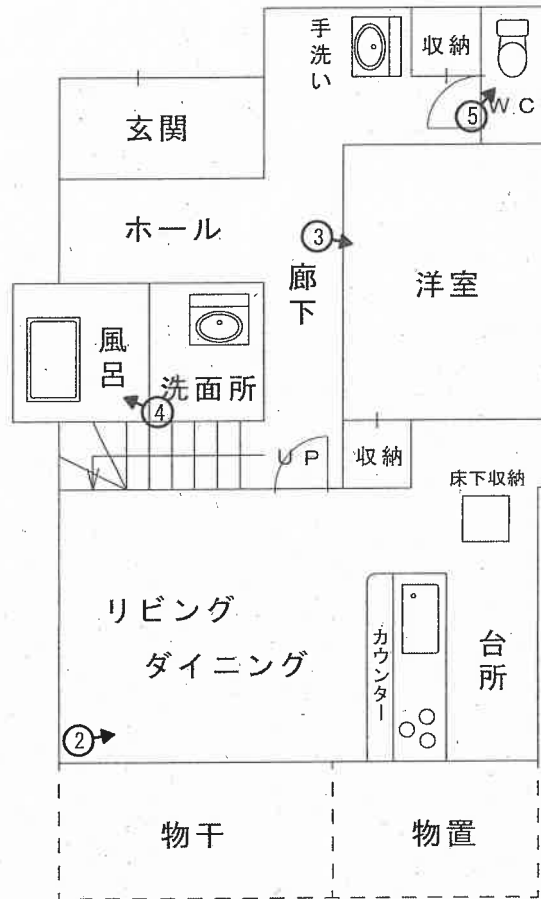 手洗い
収納
WC
⑤
玄関
ホール
③
廊下
洋室
風呂
洗面所
④
UP
収納
床下収納
リビング
ダイニング
カウンター
台所
②
物干
物置